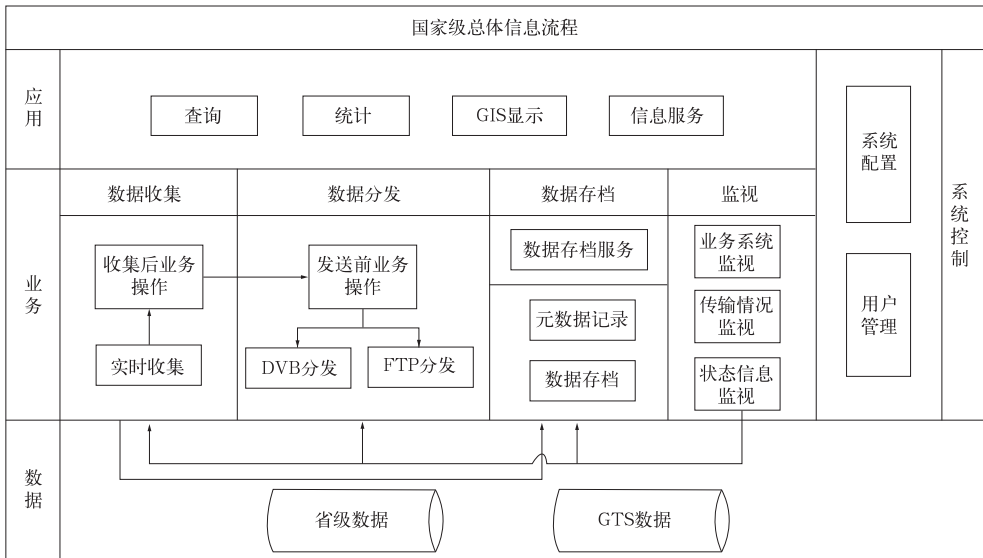 国家级总体信息流程
应
用
查询
统计
GIS显示
信息服务
系统
配置
用户
管理
系
统
控
制
业
务
数据收集
数据分发
数据存档
监视
收集后业务
操作
实时收集
发送前业务
操作
DVB分发
FTP分发
数据存档服务
元数据记录
数据存档
业务系统
监视
传输情况
监视
状态信息
监视
数
据
省级数据
GTS数据